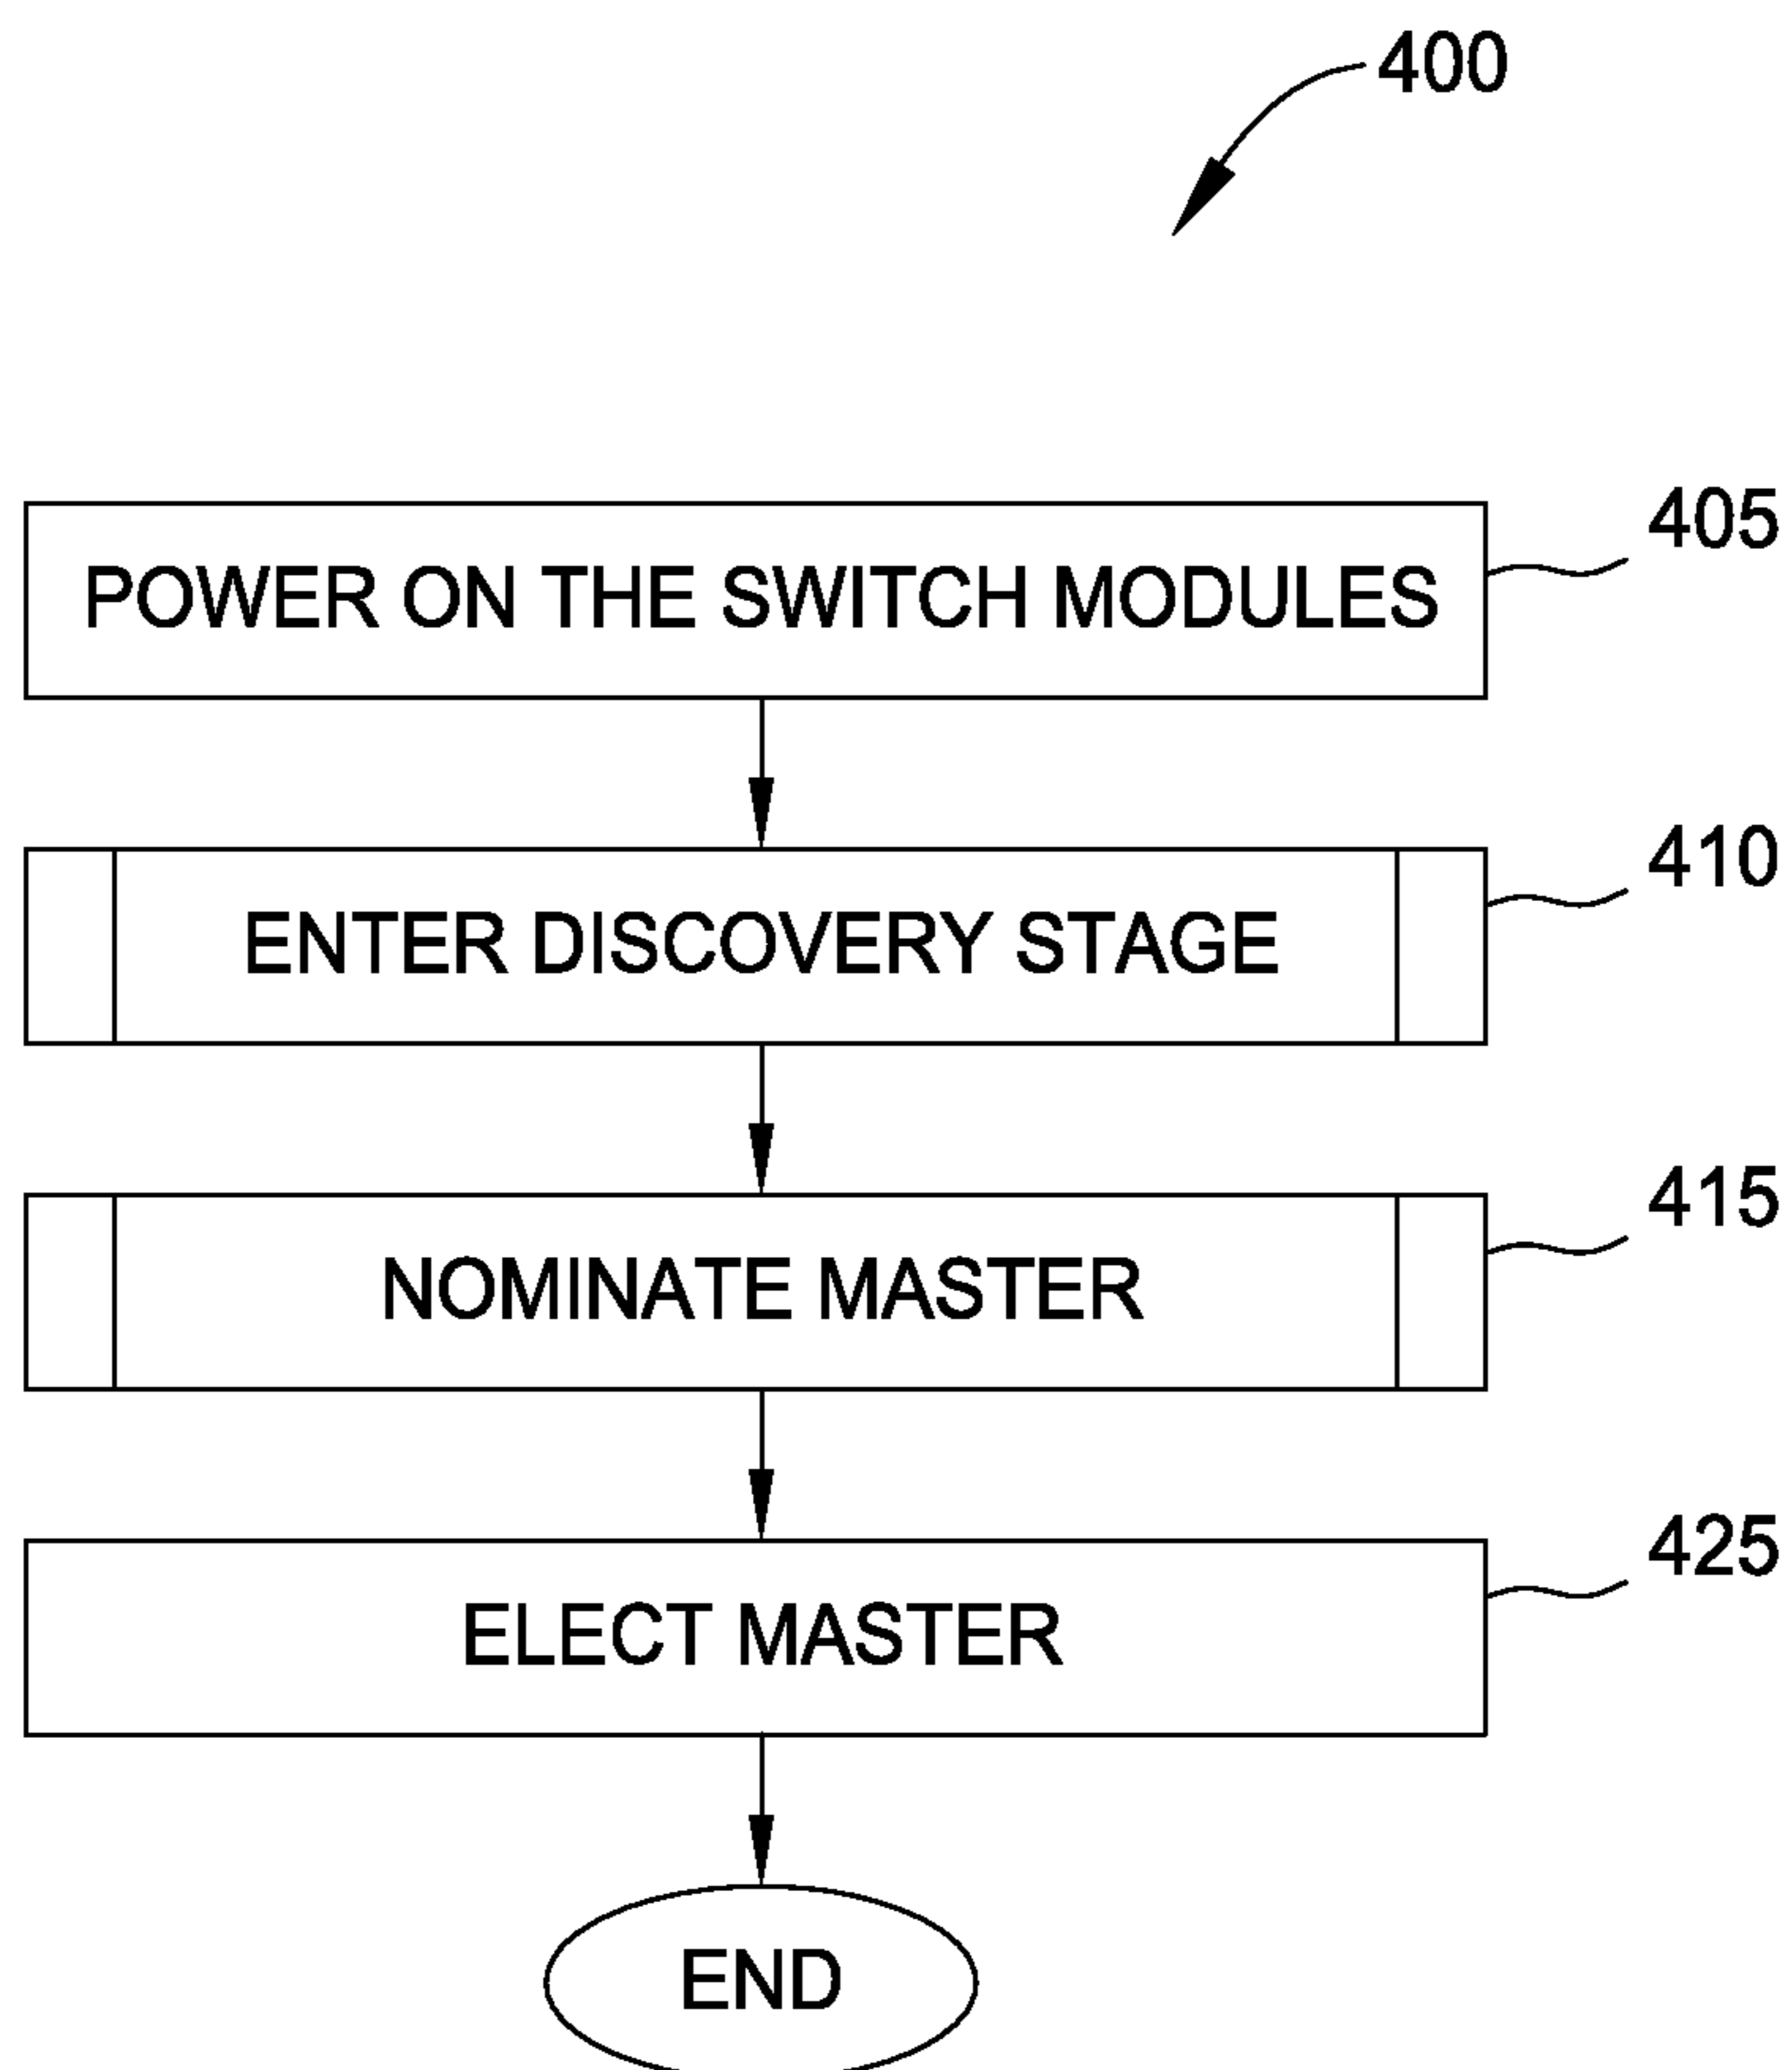 400
405
POWER ON THE SWITCH MODULES
410
ENTER DISCOVERY STAGE
415
NOMINATE MASTER
425
ELECT MASTER
END